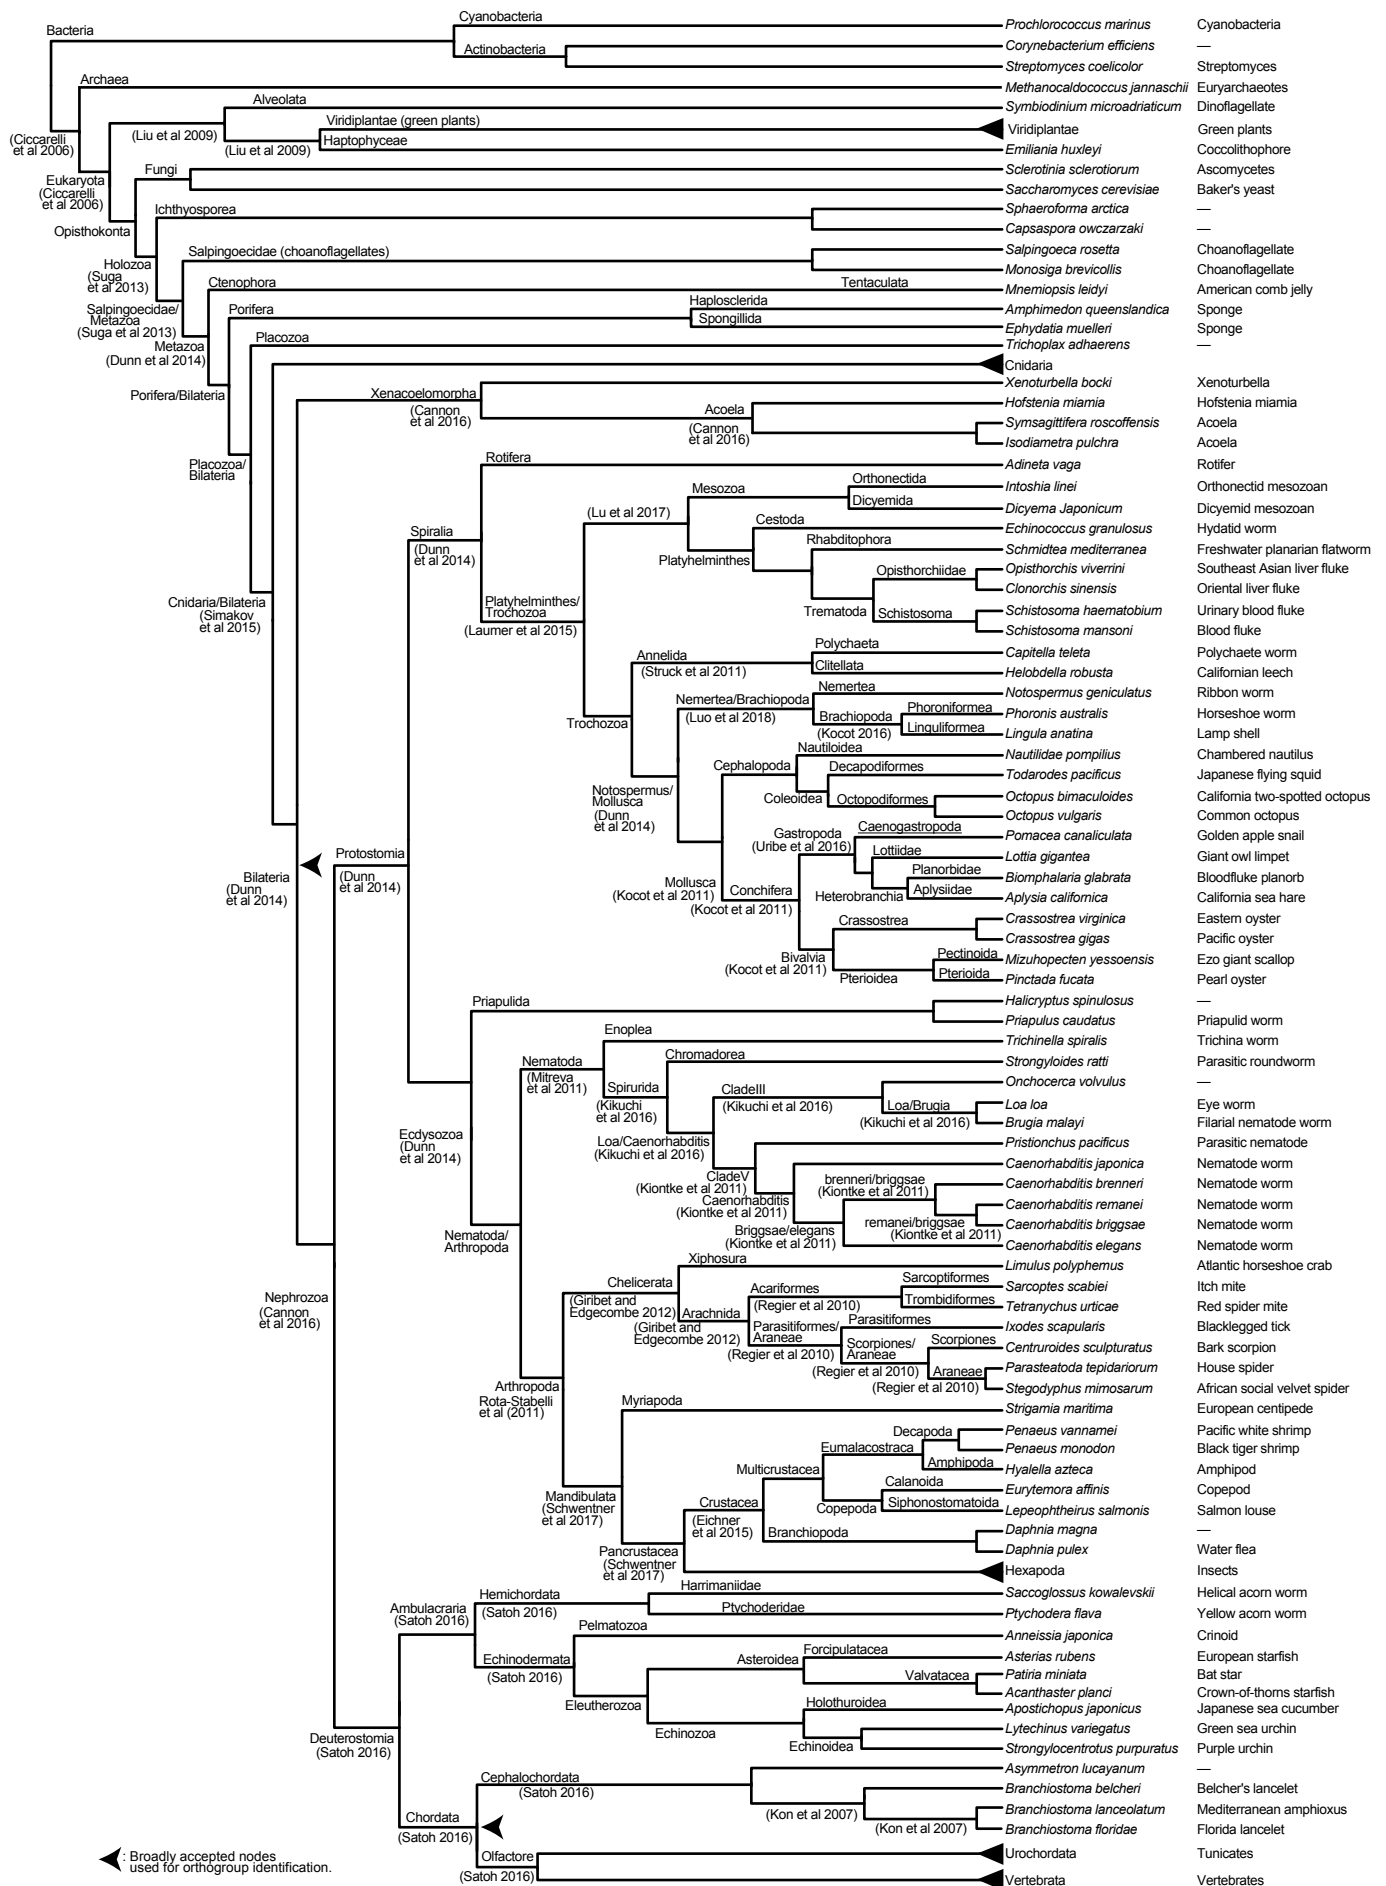 Cyanobacteria
Bacteria
Prochlorococcus marinus Cyanobacteria
Actinobacteria
Corynebacterium efficiens —
Streptomyces coelicolor Streptomyces
Archaea
Methanocaldococcus jannaschii Euryarchaeotes
(Ciccarelli
et al 2006)
Alveolata
Symbiodinium microadriaticum Dinoflagellate
(Liu et al 2009)
Viridiplantae (green plants)
Viridiplantae Green plants
(Liu et al 2009)
Haptophyceae
Emiliania huxleyi Coccolithophore
Eukaryota
(Ciccarelli
et al 2006)
Fungi
Sclerotinia sclerotiorum Ascomycetes
Saccharomyces cerevisiae Baker's yeast
Opisthokonta
Ichthyosporea
Sphaeroforma arctica —
Capsaspora owczarzaki —
Holozoa
(Suga
et al 2013)
Salpingoecidae (choanoflagellates)
Salpingoeca rosetta Choanoflagellate
Monosiga brevicollis Choanoflagellate
Salpingoecidae/
Metazoa
(Suga et al 2013)
Ctenophora
Tentaculata
Mnemiopsis leidyi American comb jelly
Metazoa
(Dunn et al 2014)
Porifera
Haplosclerida
Amphimedon queenslandica Sponge
Spongillida
Ephydatia muelleri Sponge
Porifera/Bilateria
Placozoa
Trichoplax adhaerens —
Cnidaria
Placozoa/
Bilateria
Xenacoelomorpha
(Cannon
et al 2016)
Xenoturbella bocki Xenoturbella
Acoela
(Cannon
et al 2016)
Hofstenia miamia Hofstenia miamia
Symsagittifera roscoffensis Acoela
Isodiametra pulchra Acoela
Cnidaria/Bilateria
(Simakov
et al 2015)
Spiralia
(Dunn
et al 2014)
Rotifera
Adineta vaga Rotifer
(Lu et al 2017)
Mesozoa
Orthonectida
Intoshia linei Orthonectid mesozoan
Dicyemida
Dicyema Japonicum Dicyemid mesozoan
Platyhelminthes
Cestoda
Echinococcus granulosus Hydatid worm
Rhabditophora
Schmidtea mediterranea Freshwater planarian flatworm
Trematoda
Opisthorchiidae
Opisthorchis viverrini Southeast Asian liver fluke
Clonorchis sinensis Oriental liver fluke
Schistosoma
Schistosoma haematobium Urinary blood fluke
Schistosoma mansoni Blood fluke
Platyhelminthes/
Trochozoa
(Laumer et al 2015)
Annelida
(Struck et al 2011)
Polychaeta
Capitella teleta Polychaete worm
Clitellata
Helobdella robusta Californian leech
Trochozoa
Nemertea/Brachiopoda
(Luo et al 2018)
Nemertea
Notospermus geniculatus Ribbon worm
Brachiopoda
(Kocot 2016)
Phoroniformea
Phoronis australis Horseshoe worm
Linguliformea
Lingula anatina Lamp shell
Notospermus/
Mollusca
(Dunn
et al 2014)
Cephalopoda
Nautiloidea
Nautilidae pompilius Chambered nautilus
Coleoidea
Decapodiformes
Todarodes pacificus Japanese flying squid
Octopodiformes
Octopus bimaculoides California two-spotted octopus
Octopus vulgaris Common octopus
Mollusca
(Kocot et al 2011)
Conchifera
(Kocot et al 2011)
Gastropoda
(Uribe et al 2016)
Caenogastropoda
Pomacea canaliculata Golden apple snail
Lottiidae
Lottia gigantea Giant owl limpet
Heterobranchia
Planorbidae
Biomphalaria glabrata Bloodfluke planorb
Aplysiidae
Aplysia californica California sea hare
Bivalvia
(Kocot et al 2011)
Crassostrea
Crassostrea virginica Eastern oyster
Crassostrea gigas Pacific oyster
Pterioidea
Pectinoida
Mizuhopecten yessoensis Ezo giant scallop
Pterioida
Pinctada fucata Pearl oyster
Bilateria
(Dunn
et al 2014)
Protostomia
(Dunn
et al 2014)
Ecdysozoa
(Dunn
et al 2014)
Priapulida
Halicryptus spinulosus —
Priapulus caudatus Priapulid worm
Nematoda/
Arthropoda
Nematoda
(Mitreva
et al 2011)
Enoplea
Trichinella spiralis Trichina worm
Spirurida
(Kikuchi
et al 2016)
Chromadorea
Strongyloides ratti Parasitic roundworm
Loa/Caenorhabditis
(Kikuchi et al 2016)
CladeIII
(Kikuchi et al 2016)
Onchocerca volvulus —
Loa/Brugia
(Kikuchi et al 2016)
Loa loa Eye worm
Brugia malayi Filarial nematode worm
CladeV
(Kiontke et al 2011)
Pristionchus pacificus Parasitic nematode
Caenorhabditis
(Kiontke et al 2011)
Caenorhabditis japonica Nematode worm
Briggsae/elegans
(Kiontke et al 2011)
brenneri/briggsae
(Kiontke et al 2011)
Caenorhabditis brenneri Nematode worm
remanei/briggsae
(Kiontke et al 2011)
Caenorhabditis remanei Nematode worm
Caenorhabditis briggsae Nematode worm
Caenorhabditis elegans Nematode worm
Nephrozoa
(Cannon
et al 2016)
Arthropoda
Rota-Stabelli
et al (2011)
Chelicerata
(Giribet and
Edgecombe 2012)
Xiphosura
Limulus polyphemus Atlantic horseshoe crab
Arachnida
(Giribet and
Edgecombe 2012)
Acariformes
(Regier et al 2010)
Sarcoptiformes
Sarcoptes scabiei Itch mite
Trombidiformes
Tetranychus urticae Red spider mite
Parasitiformes/
Araneae
(Regier et al 2010)
Parasitiformes
Ixodes scapularis Blacklegged tick
Scorpiones/
Araneae
(Regier et al 2010)
Scorpiones
Centruroides sculpturatus Bark scorpion
Araneae
(Regier et al 2010)
Parasteatoda tepidariorum House spider
Stegodyphus mimosarum African social velvet spider
Mandibulata
(Schwentner
et al 2017)
Myriapoda
Strigamia maritima European centipede
Pancrustacea
(Schwentner
et al 2017)
Crustacea
(Eichner
et al 2015)
Multicrustacea
Eumalacostraca
Decapoda
Penaeus vannamei Pacific white shrimp
Penaeus monodon Black tiger shrimp
Amphipoda
Hyalella azteca Amphipod
Copepoda
Calanoida
Eurytemora affinis Copepod
Siphonostomatoida
Lepeophtheirus salmonis Salmon louse
Branchiopoda
Daphnia magna —
Daphnia pulex Water flea
Hexapoda Insects
Deuterostomia
(Satoh 2016)
Ambulacraria
(Satoh 2016)
Hemichordata
(Satoh 2016)
Harrimaniidae
Saccoglossus kowalevskii Helical acorn worm
Ptychoderidae
Ptychodera flava Yellow acorn worm
Echinodermata
(Satoh 2016)
Pelmatozoa
Anneissia japonica Crinoid
Eleutherozoa
Asteroidea
Forcipulatacea
Asterias rubens European starfish
Valvatacea
Patiria miniata Bat star
Acanthaster planci Crown-of-thorns starfish
Echinozoa
Holothuroidea
Apostichopus japonicus Japanese sea cucumber
Echinoidea
Lytechinus variegatus Green sea urchin
Strongylocentrotus purpuratus Purple urchin
Chordata
(Satoh 2016)
Cephalochordata
(Satoh 2016)
Asymmetron lucayanum —
(Kon et al 2007)
Branchiostoma belcheri Belcher's lancelet
(Kon et al 2007)
Branchiostoma lanceolatum Mediterranean amphioxus
Branchiostoma floridae Florida lancelet
Olfactore
(Satoh 2016)
Urochordata Tunicates
Vertebrata Vertebrates
: Broadly accepted nodes
used for orthogroup identification.